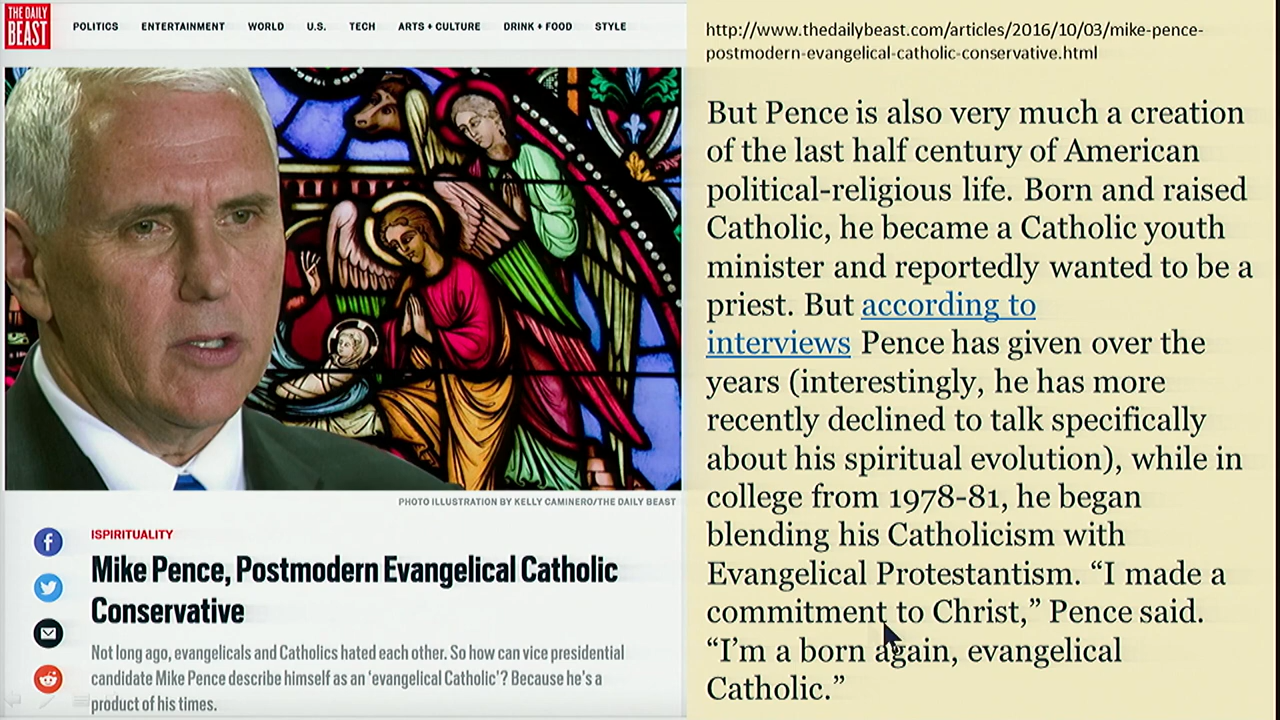 THE DAILY
BEAST
POLITICS ENTERTAINMENT WORLD U.S. TECH ARTS + CULTURE DRINK + FOOD STYLE
PHOTO ILLUSTRATION BY KELLY CAMINERO/THE DAILY BEAST
ISPIRITUALITY
Mike Pence, Postmodern Evangelical Catholic
Conservative
Not long ago, evangelicals and Catholics hated each other. So how can vice presidential
candidate Mike Pence describe himself as an ‘evangelical Catholic’? Because he's a
product of his times.
http://www.thedailybeast.com/articles/2016/10/03/mike-pence-
postmodern-evangelical-catholic-conservative.html
But Pence is also very much a creation
of the last half century of American
political-religious life. Born and raised
Catholic, he became a Catholic youth
minister and reportedly wanted to be a
priest. But according to
interviews Pence has given over the
years (interestingly, he has more
recently declined to talk specifically
about his spiritual evolution), while in
college from 1978-81, he began
blending his Catholicism with
Evangelical Protestantism. “I made a
commitment to Christ,” Pence said.
“I’m a born again, evangelical
Catholic.”